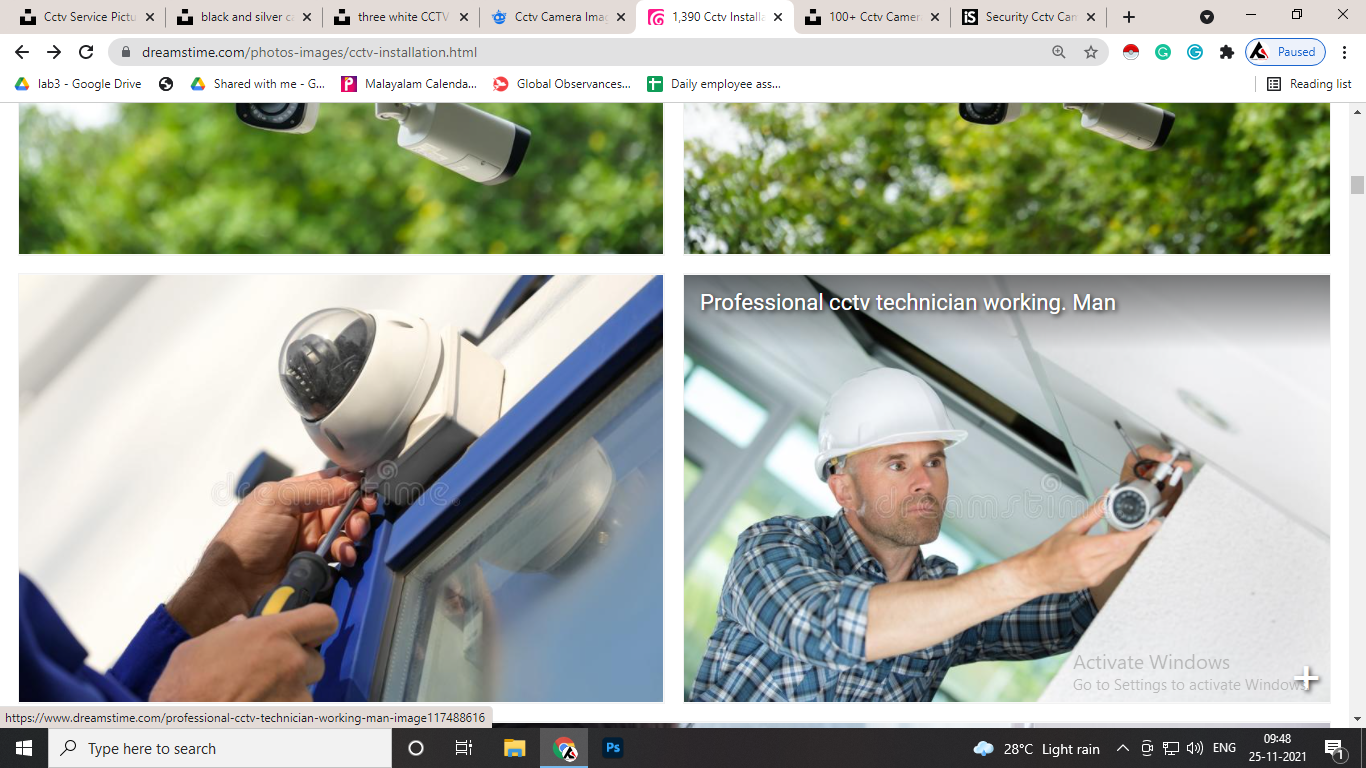 Cctv Service Pictu
black and silver ca
three white CCTV
Cctv Camera Imag
1,390 Cctv Installa
100+ Cctv Camer
Security Cctv Cam
dreamstime.com/photos-images/cctv-installation.html
Paused
lab3 - Google Drive
Shared with me - G...
Malayalam Calenda...
Global Observances...
Daily employee ass...
Reading list
Professional cctv technician working. Man
dreamstime
dreamstime
Activate Windows
Go to Settings to activate Windows.
https://www.dreamstime.com/professional-cctv-technician-working-man-image117488616
Type here to search
Ps
28°C Light rain
ENG
09:48
25-11-2021
1